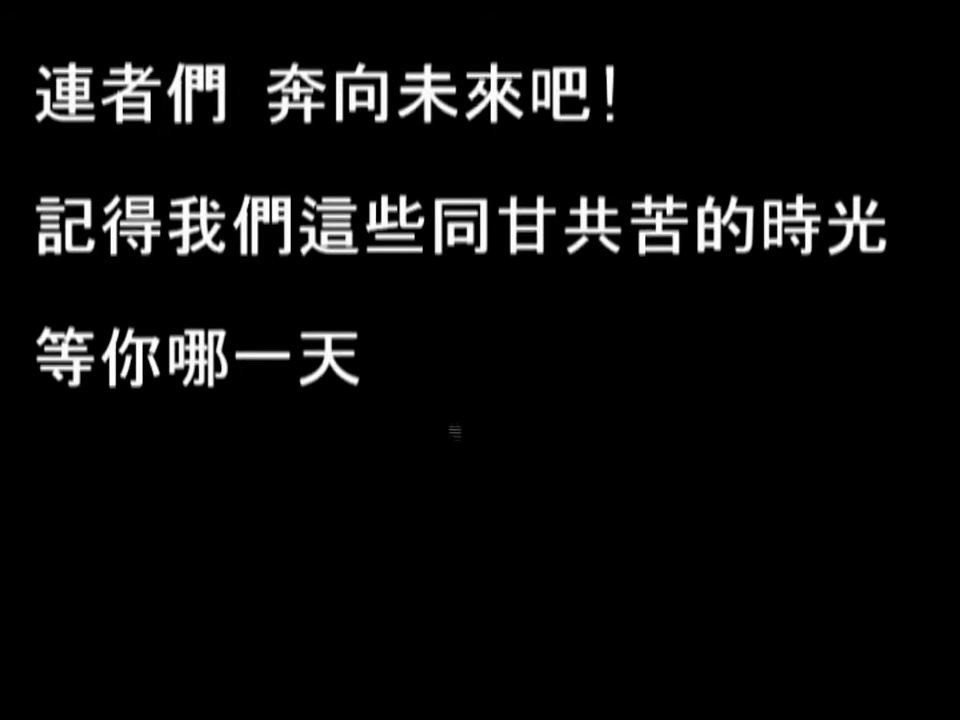 連者們 奔向未來吧!
記得我們這些同甘共苦的時光
等你哪一天